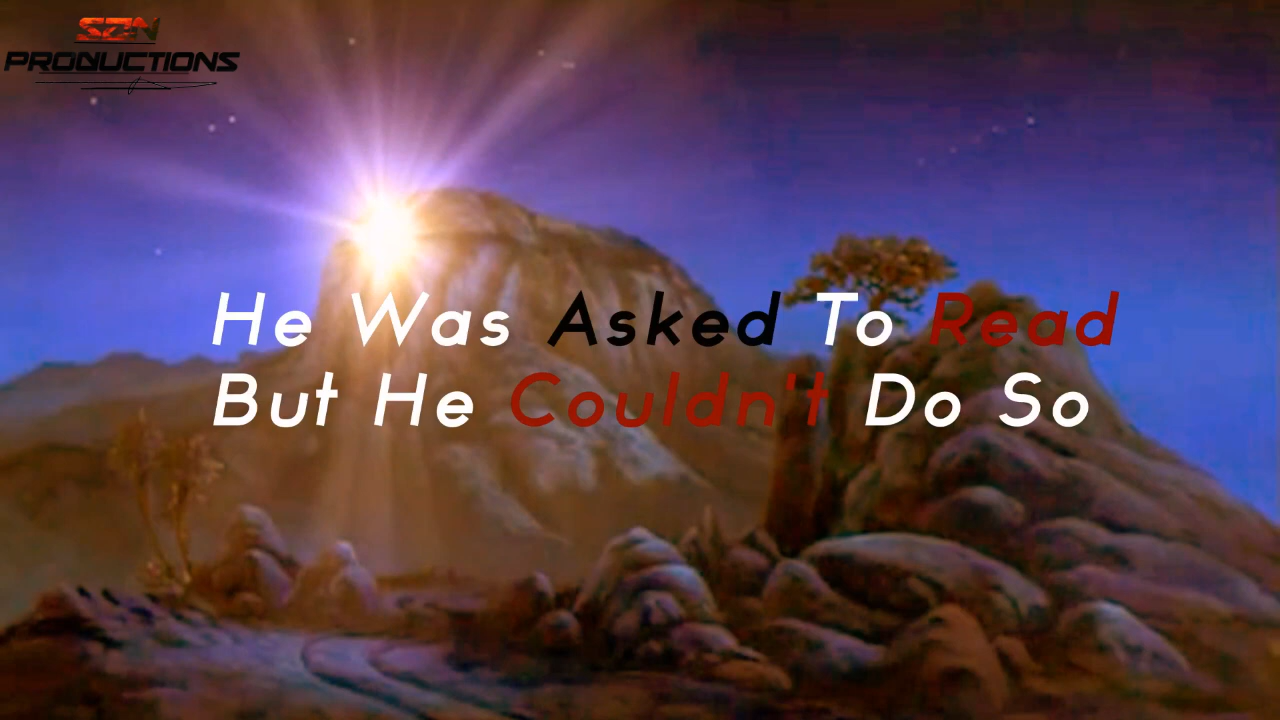 SZN
PRODUCTIONS
He Was Asked To Read
But He Couldn't Do So